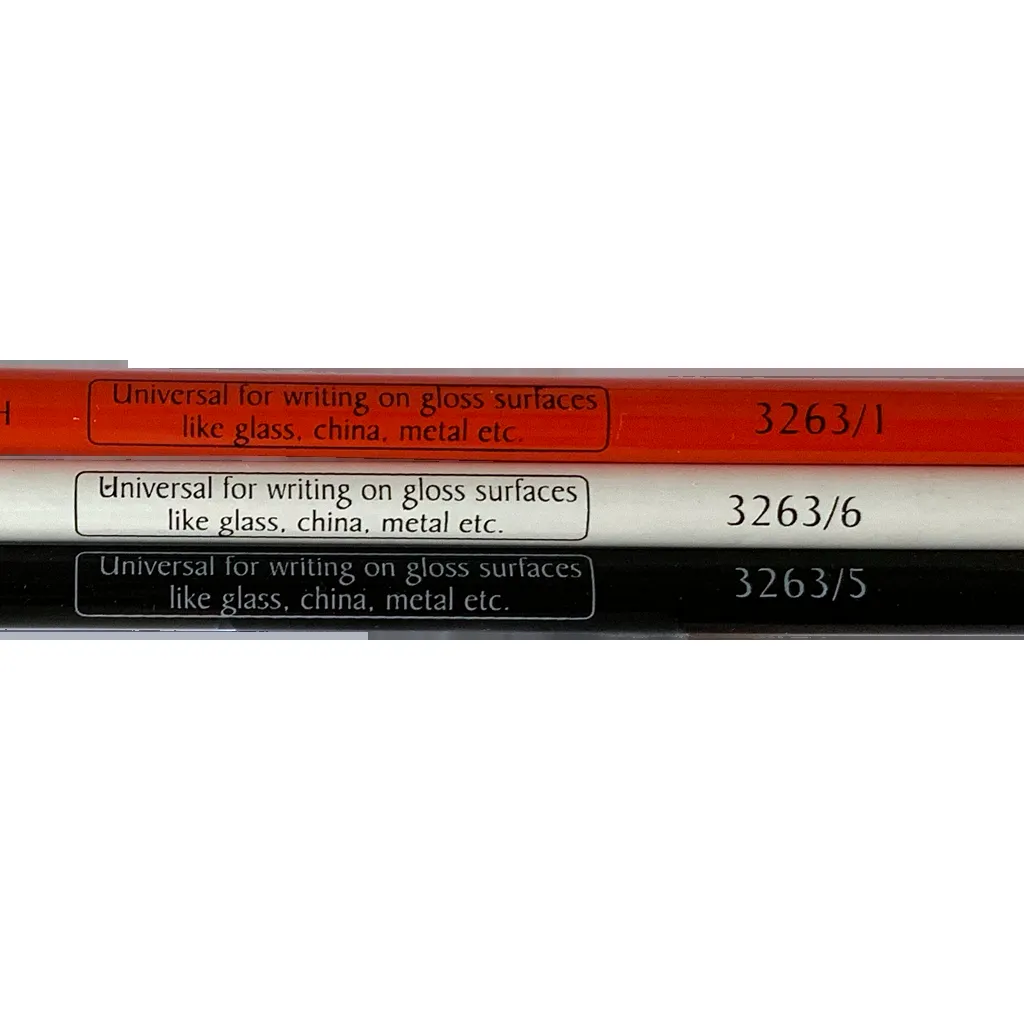 H
Universal for writing on gloss surfaces
like glass, china, metal etc.
3263/1
Universal for writing on gloss surfaces
like glass, china, metal etc.
3263/6
Universal for writing on gloss surfaces
like glass, china, metal etc.
3263/5